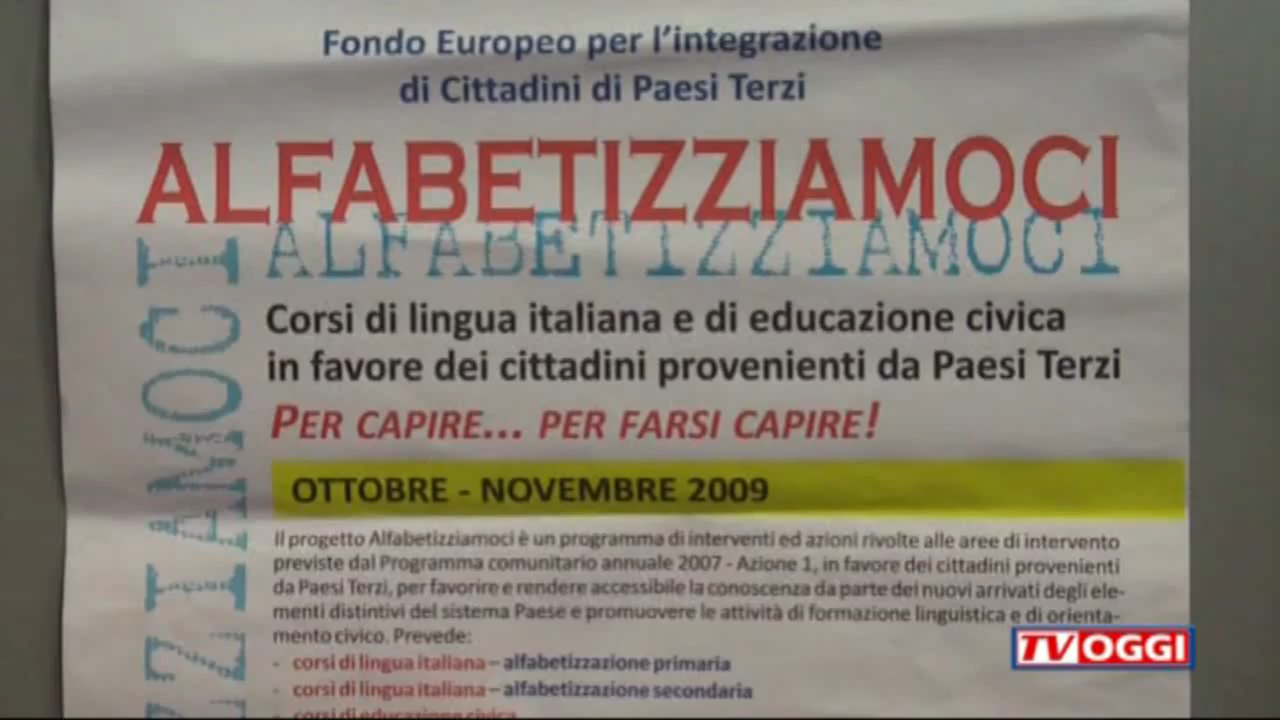 Fondo Europeo per l'integrazione
di Cittadini di Paesi Terzi
ALFABETIZZIAMOCI
ALFABETIZZIAMOCI
ZZIAMOCI
Corsi di lingua italiana e di educazione civica
in favore dei cittadini provenienti da Paesi Terzi
PER CAPIRE... PER FARSI CAPIRE!
OTTOBRE - NOVEMBRE 2009
Il progetto Alfabetizziamoci è un programma di interventi ed azioni rivolte alle aree di intervento
previste dal Programma comunitario annuale 2007 - Azione 1, in favore dei cittadini provenienti
da Paesi Terzi, per favorire e rendere accessibile la conoscenza da parte dei nuovi arrivati degli ele-
menti distintivi del sistema Paese e promuovere le attività di formazione linguistica e di orienta-
mento civico. Prevede:
- corsi di lingua italiana – alfabetizzazione primaria
- corsi di lingua italiana – alfabetizzazione secondaria
- corsi di educazione civica
TVOGGI